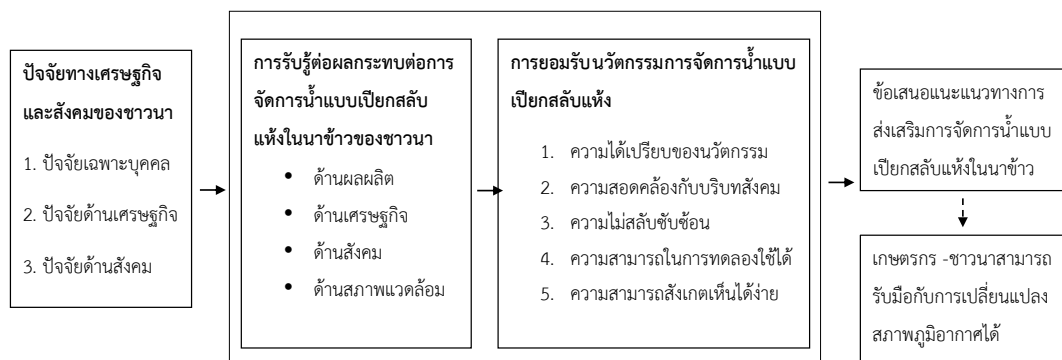 ปัจจัยทางเศรษฐกิจ
และสังคมของชาวนา
1. ปัจจัยเฉพาะบุคคล
2. ปัจจัยด้านเศรษฐกิจ
3. ปัจจัยด้านสังคม
การรับรู้ต่อผลกระทบต่อการ
จัดการน้ำแบบเปียกสลับ
แห้งในนาข้าวของชาวนา
• ด้านผลผลิต
• ด้านเศรษฐกิจ
• ด้านสังคม
• ด้านสภาพแวดล้อม
การยอมรับนวัตกรรมการจัดการน้ำแบบ
เปียกสลับแห้ง
1. ความได้เปรียบของนวัตกรรม
2. ความสอดคล้องกับบริบทสังคม
3. ความไม่สลับซับซ้อน
4. ความสามารถในการทดลองใช้ได้
5. ความสามารถสังเกตเห็นได้ง่าย
ข้อเสนอแนะแนวทางการ
ส่งเสริมการจัดการน้ำแบบ
เปียกสลับแห้งในนาข้าว
เกษตรกร -ชาวนาสามารถ
รับมือกับการเปลี่ยนแปลง
สภาพภูมิอากาศได้